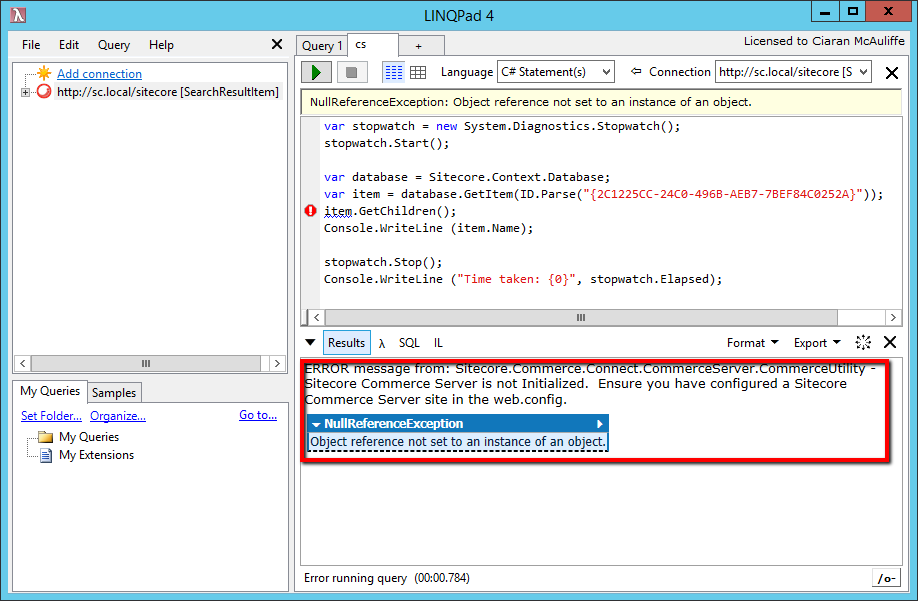 LINQPad 4
File Edit Query Help
Query 1 cs +
Licensed to Ciaran McAuliffe
Add connection
http://sc.local/sitecore [SearchResultItem]
Language C# Statement(s) Connection http://sc.local/sitecore [S
NullReferenceException: Object reference not set to an instance of an object.
var stopwatch = new System.Diagnostics.Stopwatch();
stopwatch.Start();
var database = Sitecore.Context.Database;
var item = database.GetItem(ID.Parse("{2C1225CC-24C0-496B-AEB7-7BEF84C0252A}"));
item.GetChildren();
Console.WriteLine (item.Name);
stopwatch.Stop();
Console.WriteLine ("Time taken: {0}", stopwatch.Elapsed);
Results λ SQL IL Format Export
ERROR message from: Sitecore.Commerce.Connect.CommerceServer.CommerceUtility -
Sitecore Commerce Server is not Initialized. Ensure you have configured a Sitecore
Commerce Server site in the web.config.
NullReferenceException
Object reference not set to an instance of an object.
My Queries Samples
Set Folder... Organize... Go to...
My Queries
My Extensions
Error running query (00:00.784)
/o-